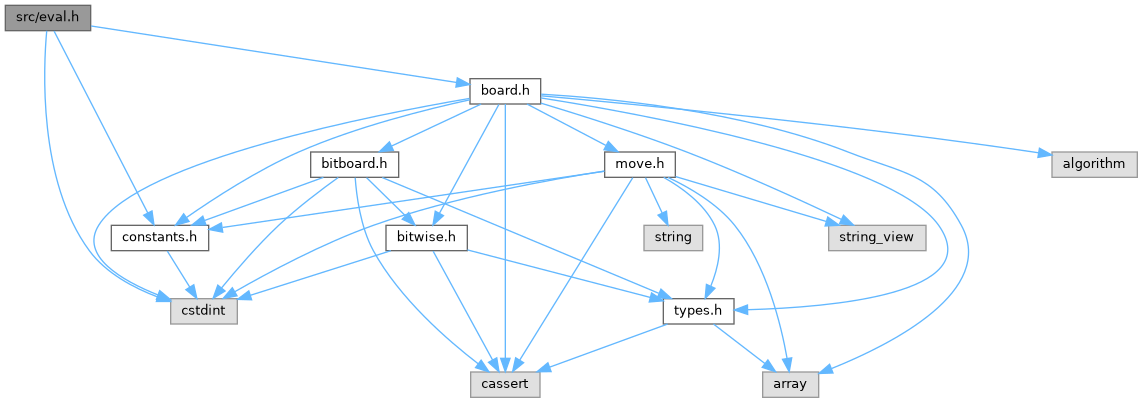 src/eval.h
board.h
bitboard.h
move.h
algorithm
constants.h
bitwise.h
string
string_view
cstdint
types.h
cassert
array